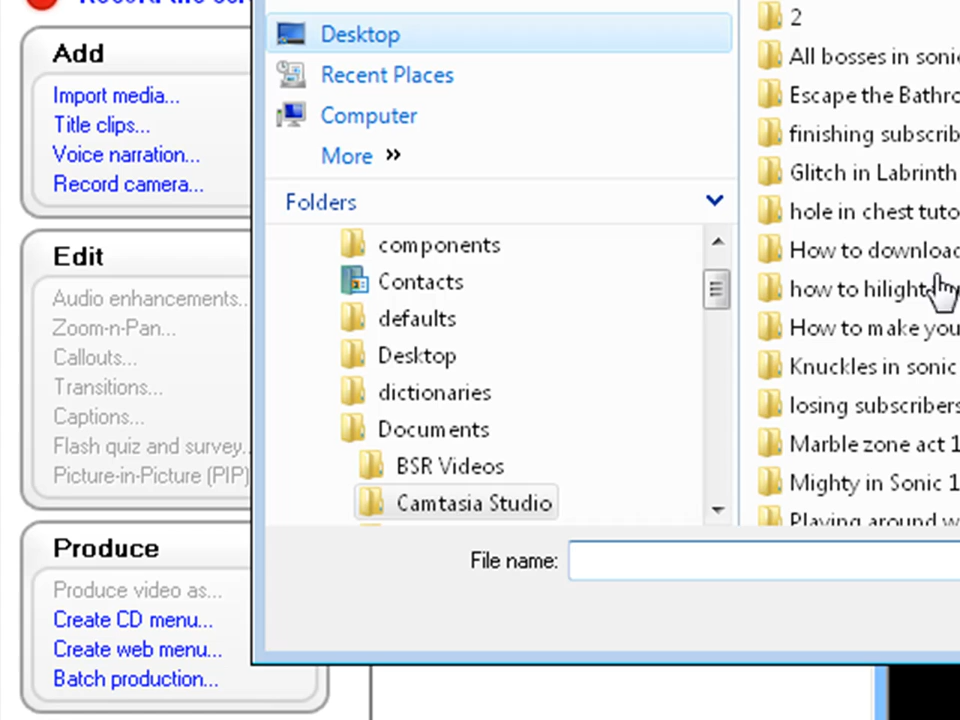 Add
Import media...
Title clips...
Voice narration...
Record camera...
Edit
Audio enhancements...
Zoom-n-Pan...
Callouts...
Transitions...
Captions...
Flash quiz and survey...
Picture-in-Picture (PIP)
Produce
Produce video as...
Create CD menu...
Create web menu...
Batch production...
Desktop
Recent Places
Computer
More »
Folders
components
Contacts
defaults
Desktop
dictionaries
Documents
BSR Videos
Camtasia Studio
2
All bosses in sonic
Escape the Bathro
finishing subscrib
Glitch in Labrinth
hole in chest tuto
How to download
how to hilight
How to make you
Knuckles in sonic
losing subscribers
Marble zone act 1
Mighty in Sonic 1
Playing around w
File name: